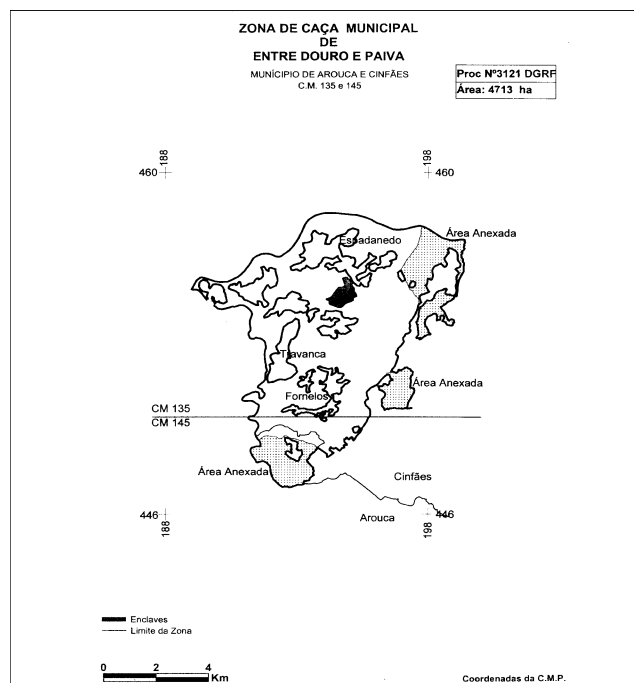 ZONA DE CAÇA MUNICIPAL
DE
ENTRE DOURO E PAIVA
MUNÍCIPIO DE AROUCA E CINFÃES
C.M. 135 e 145
Proc Nº3121 DGRF
Área: 4713 ha
188
198
460
460
Espadanedo
Área Anexada
Travanca
Área Anexada
Fornelos
CM 135
CM 145
Área Anexada
Cinfães
Arouca
446
446
188
198
Enclaves
Limite da Zona
0 2 4
Km
Coordenadas da C.M.P.